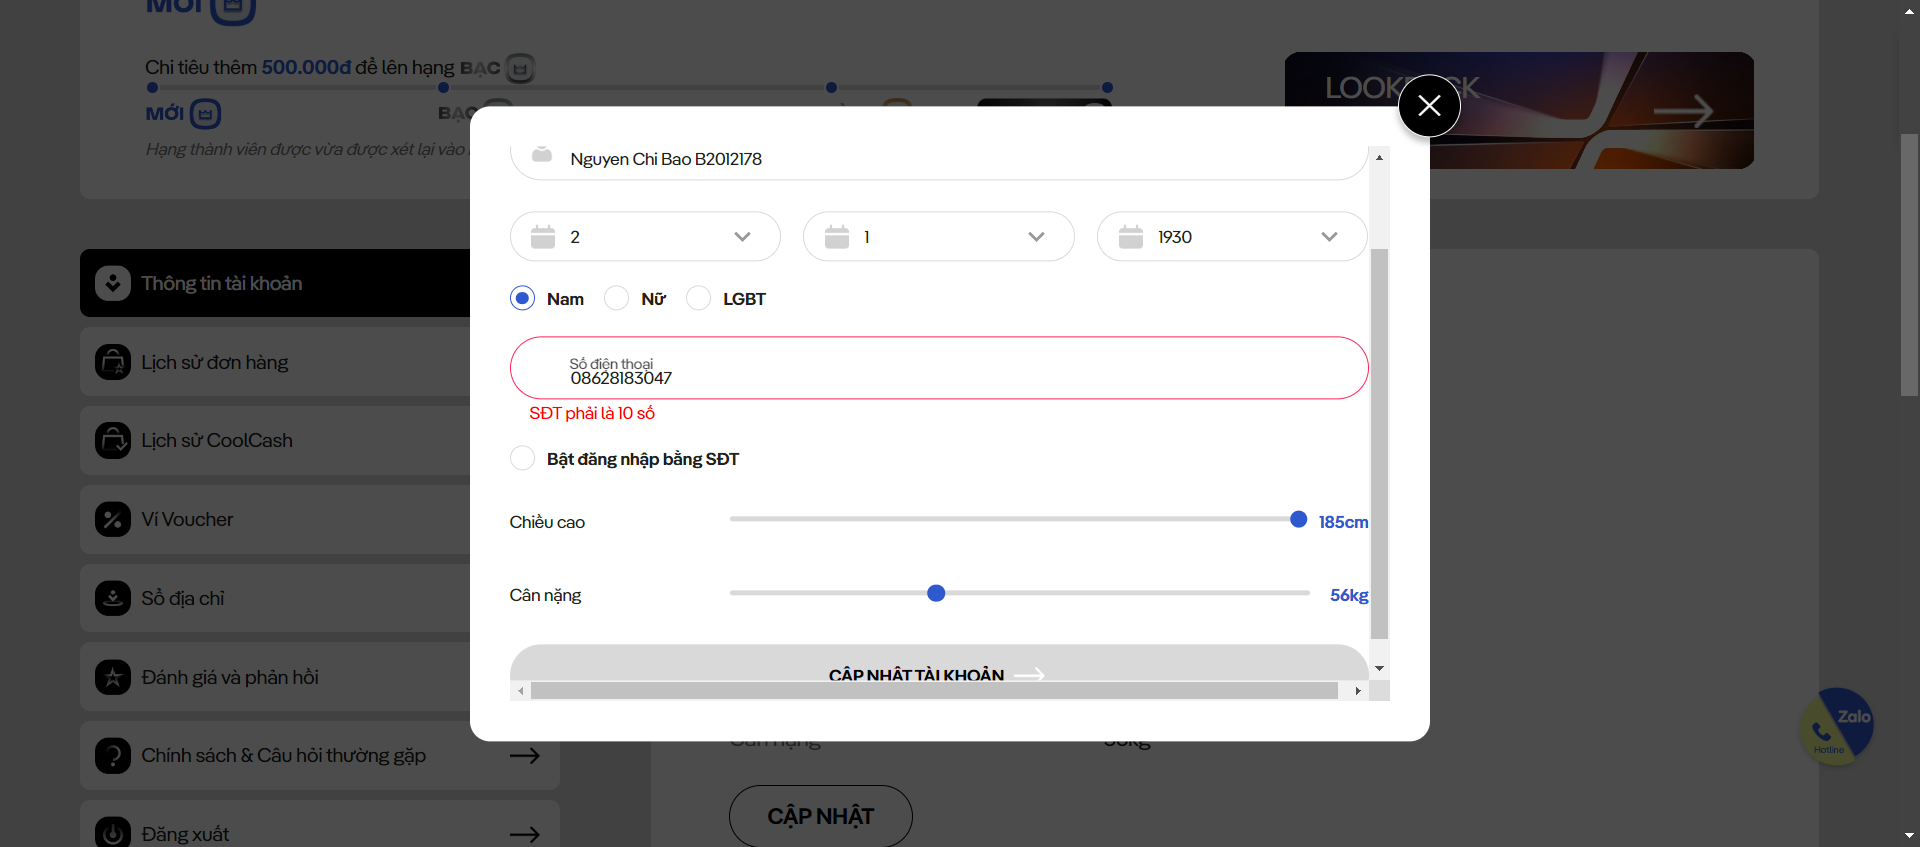 MỚI
Chi tiêu thêm 500.000đ để lên hạng BẠC
MỚI
BẠC
Hạng thành viên được vừa được xét lại vào
Thông tin tài khoản
Lịch sử đơn hàng
Lịch sử CoolCash
Ví Voucher
Sổ địa chỉ
Đánh giá và phản hồi
Chính sách & Câu hỏi thường gặp
Đăng xuất
Nguyen Chi Bao B2012178
2
1
1930
Nam
Nữ
LGBT
Số điện thoại
08628183047
SĐT phải là 10 số
Bật đăng nhập bằng SĐT
Chiều cao
185cm
Cân nặng
56kg
CẬP NHẬT TÀI KHOẢN
Cân nặng
56kg
CẬP NHẬT
Zalo
Hotline